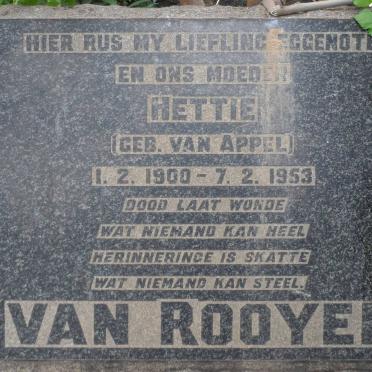 HIER RUS MY LIEFLING EGGENOTE
EN ONS MOEDER
HETTIE
(GEB. VAN APPEL)
1. 2. 1900 - 7. 2. 1953
DOOD LAAT WONDE
WAT NIEMAND KAN HEEL
HERINNERINGE IS SKATTE
WAT NIEMAND KAN STEEL.
VAN ROOYE